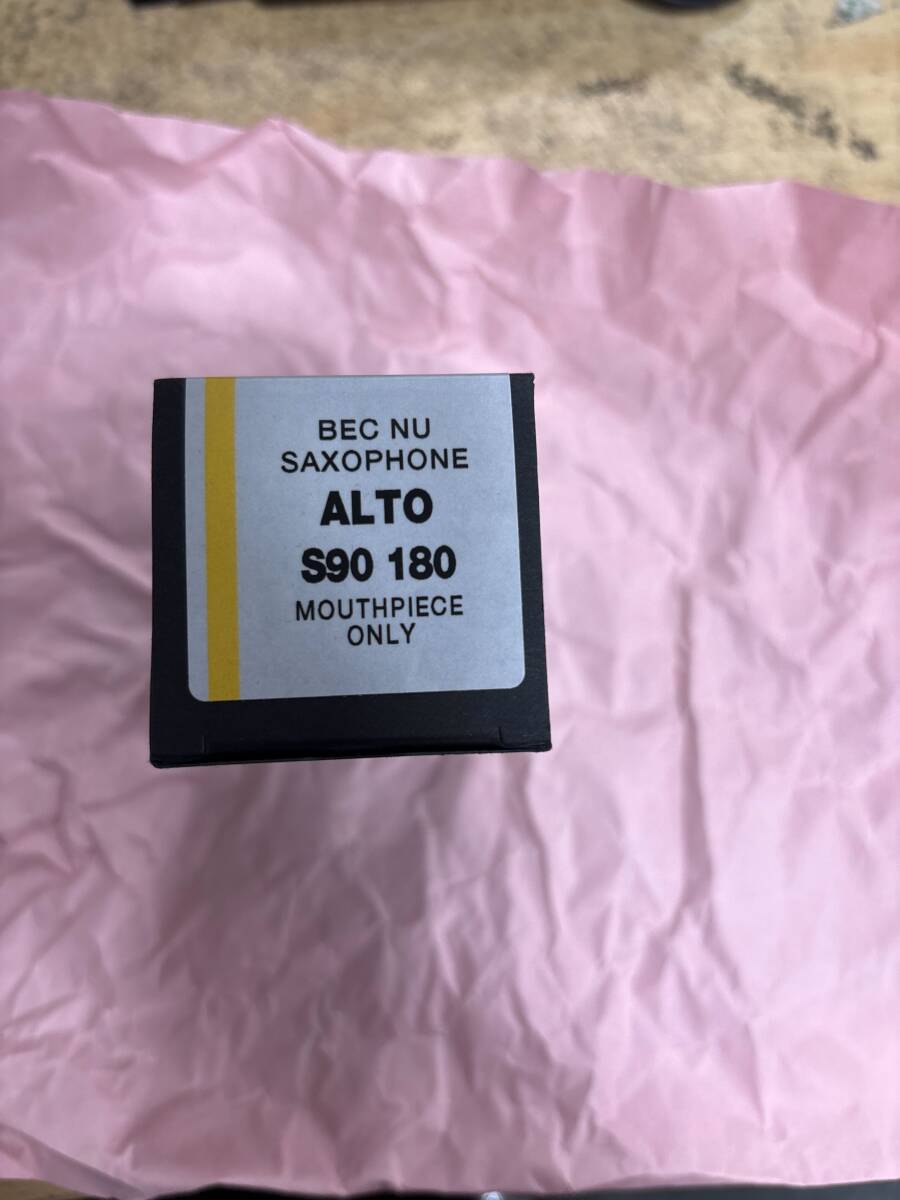 BEC NU
SAXOPHONE
ALTO
S90 180
MOUTHPIECE
ONLY